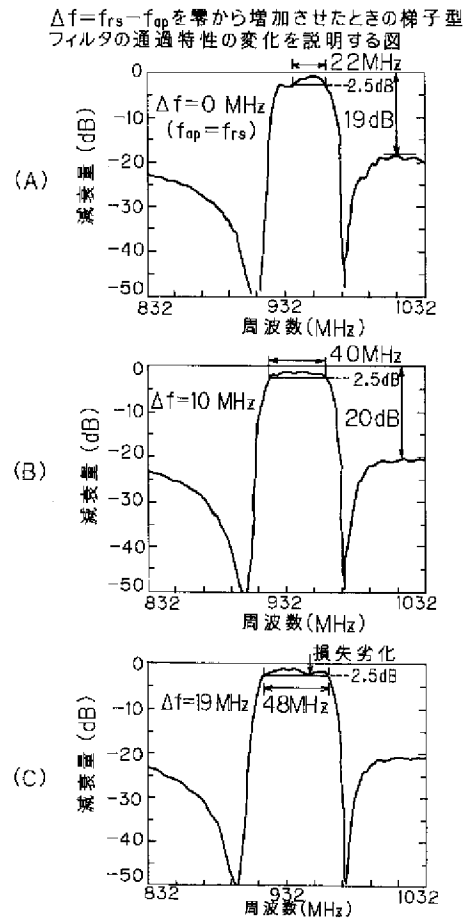 Δf=frs−fapを零から増加させたときの梯子型
フィルタの通過特性の変化を説明する図
(A)
減衰量(dB)
0
-10
-20
-30
-40
-50
Δf=0 MHz
(fap=frs)
22MHz
2.5dB
19dB
832
932
1032
周波数(MHz)
(B)
減衰量(dB)
0
-10
-20
-30
-40
-50
Δf=10 MHz
40MHz
2.5dB
20dB
832
932
1032
周波数(MHz)
(C)
減衰量(dB)
0
-10
-20
-30
-40
-50
Δf=19MHz
損失劣化
2.5dB
48MHz
832
932
1032
周波数(MHz)